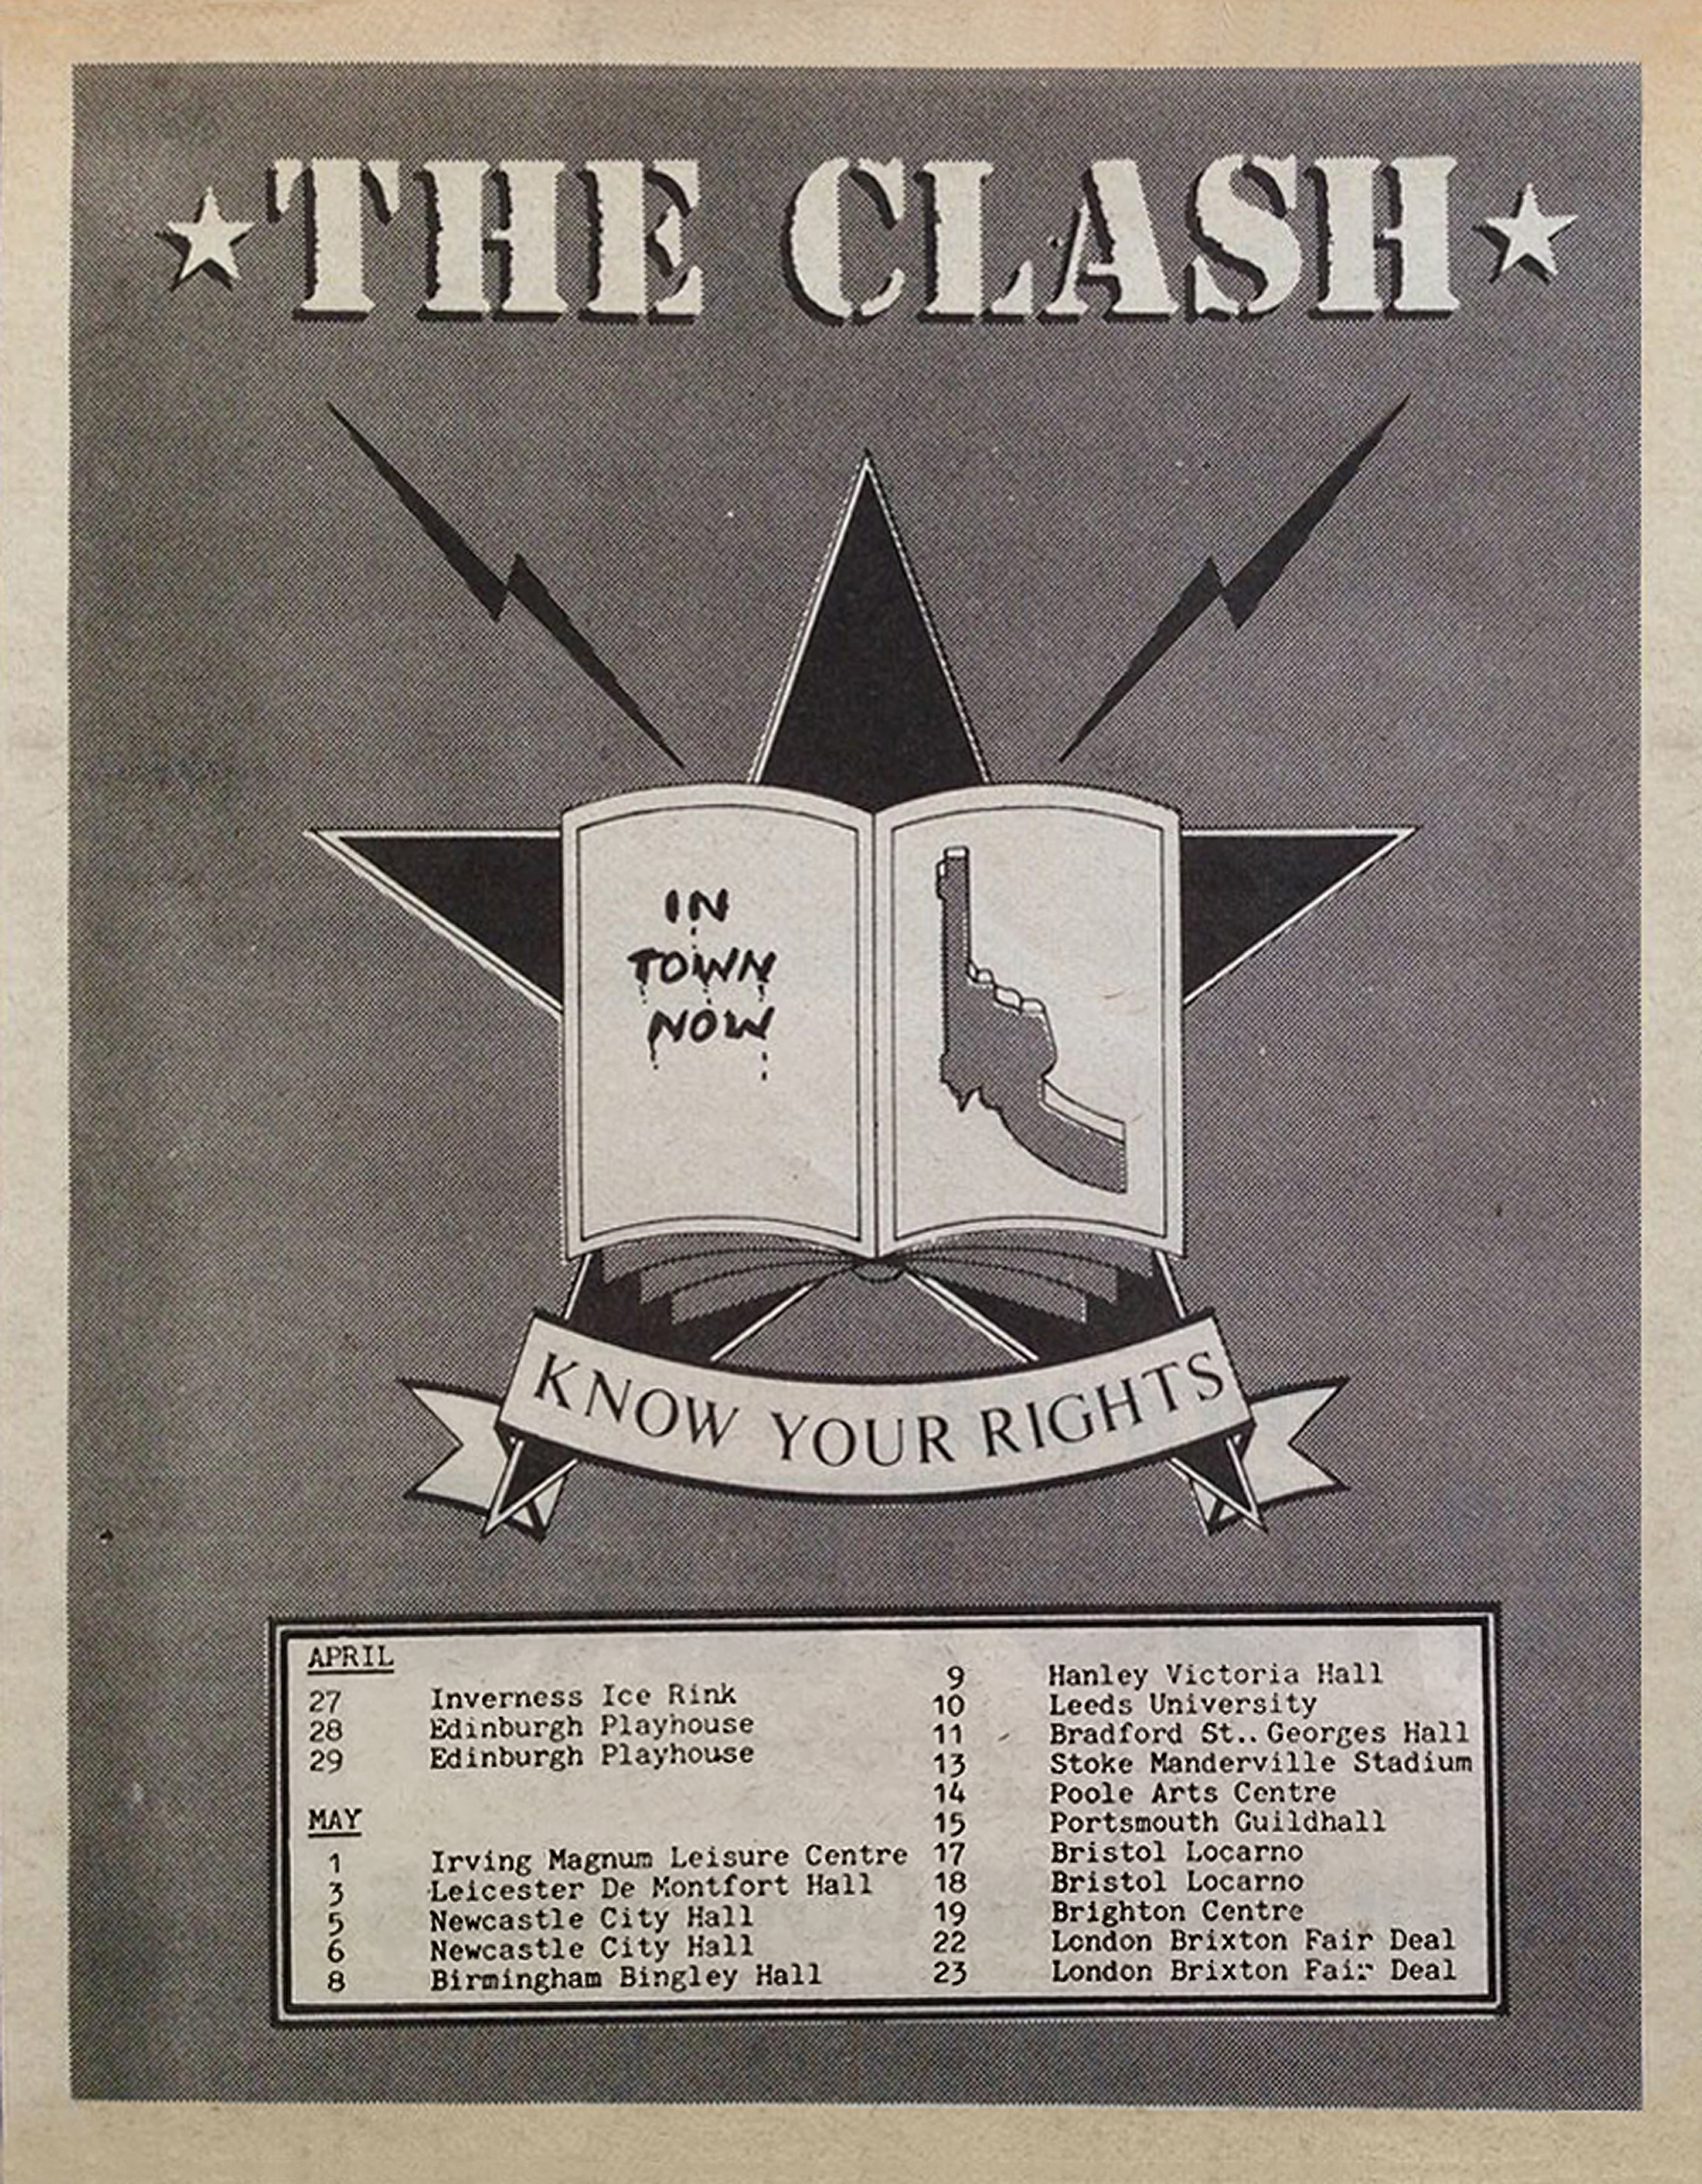 THE CLASH
IN
TOWN
NOW
KNOW YOUR RIGHTS
APRIL
27 Inverness Ice Rink
28 Edinburgh Playhouse
29 Edinburgh Playhouse
MAY
1 Irving Magnum Leisure Centre
3 Leicester De Montfort Hall
5 Newcastle City Hall
6 Newcastle City Hall
8 Birmingham Bingley Hall
9 Hanley Victoria Hall
10 Leeds University
11 Bradford St.. Georges Hall
13 Stoke Manderville Stadium
14 Poole Arts Centre
15 Portsmouth Guildhall
17 Bristol Locarno
18 Bristol Locarno
19 Brighton Centre
22 London Brixton Fair Deal
23 London Brixton Fair Deal